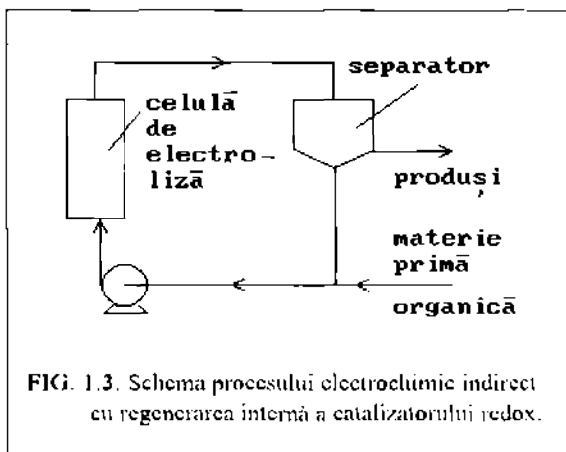 separator
celulă
de
electro-
liză
produși
materie
primă
organică
FIG. 1.3. Schema procesului electrochimic indirect
cu regenerarea internă a catalizatorului redox.